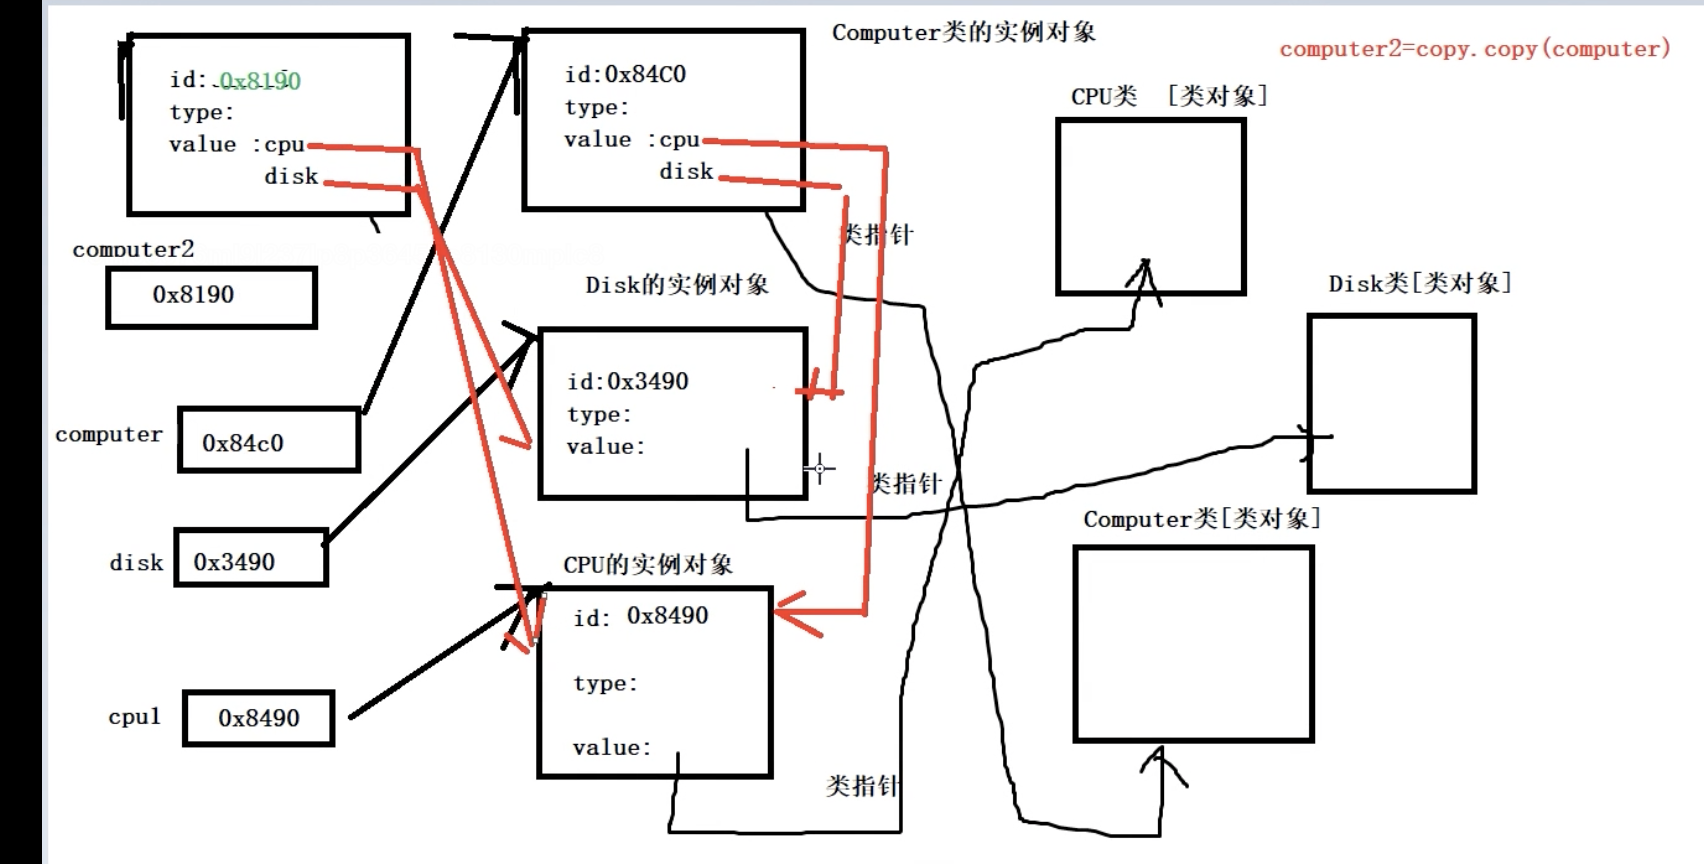 Computer类的实例对象
computer2=copy.copy(computer)
id: 0x8190
type:
value :cpu
disk
id:0x84C0
type:
value :cpu
disk
CPU类 [类对象]
computer2
0x8190
类指针
Disk的实例对象
Disk类[类对象]
id:0x3490
type:
value:
computer
0x84c0
类指针
Computer类[类对象]
disk
0x3490
CPU的实例对象
id: 0x8490
type:
value:
cpu1
0x8490
类指针